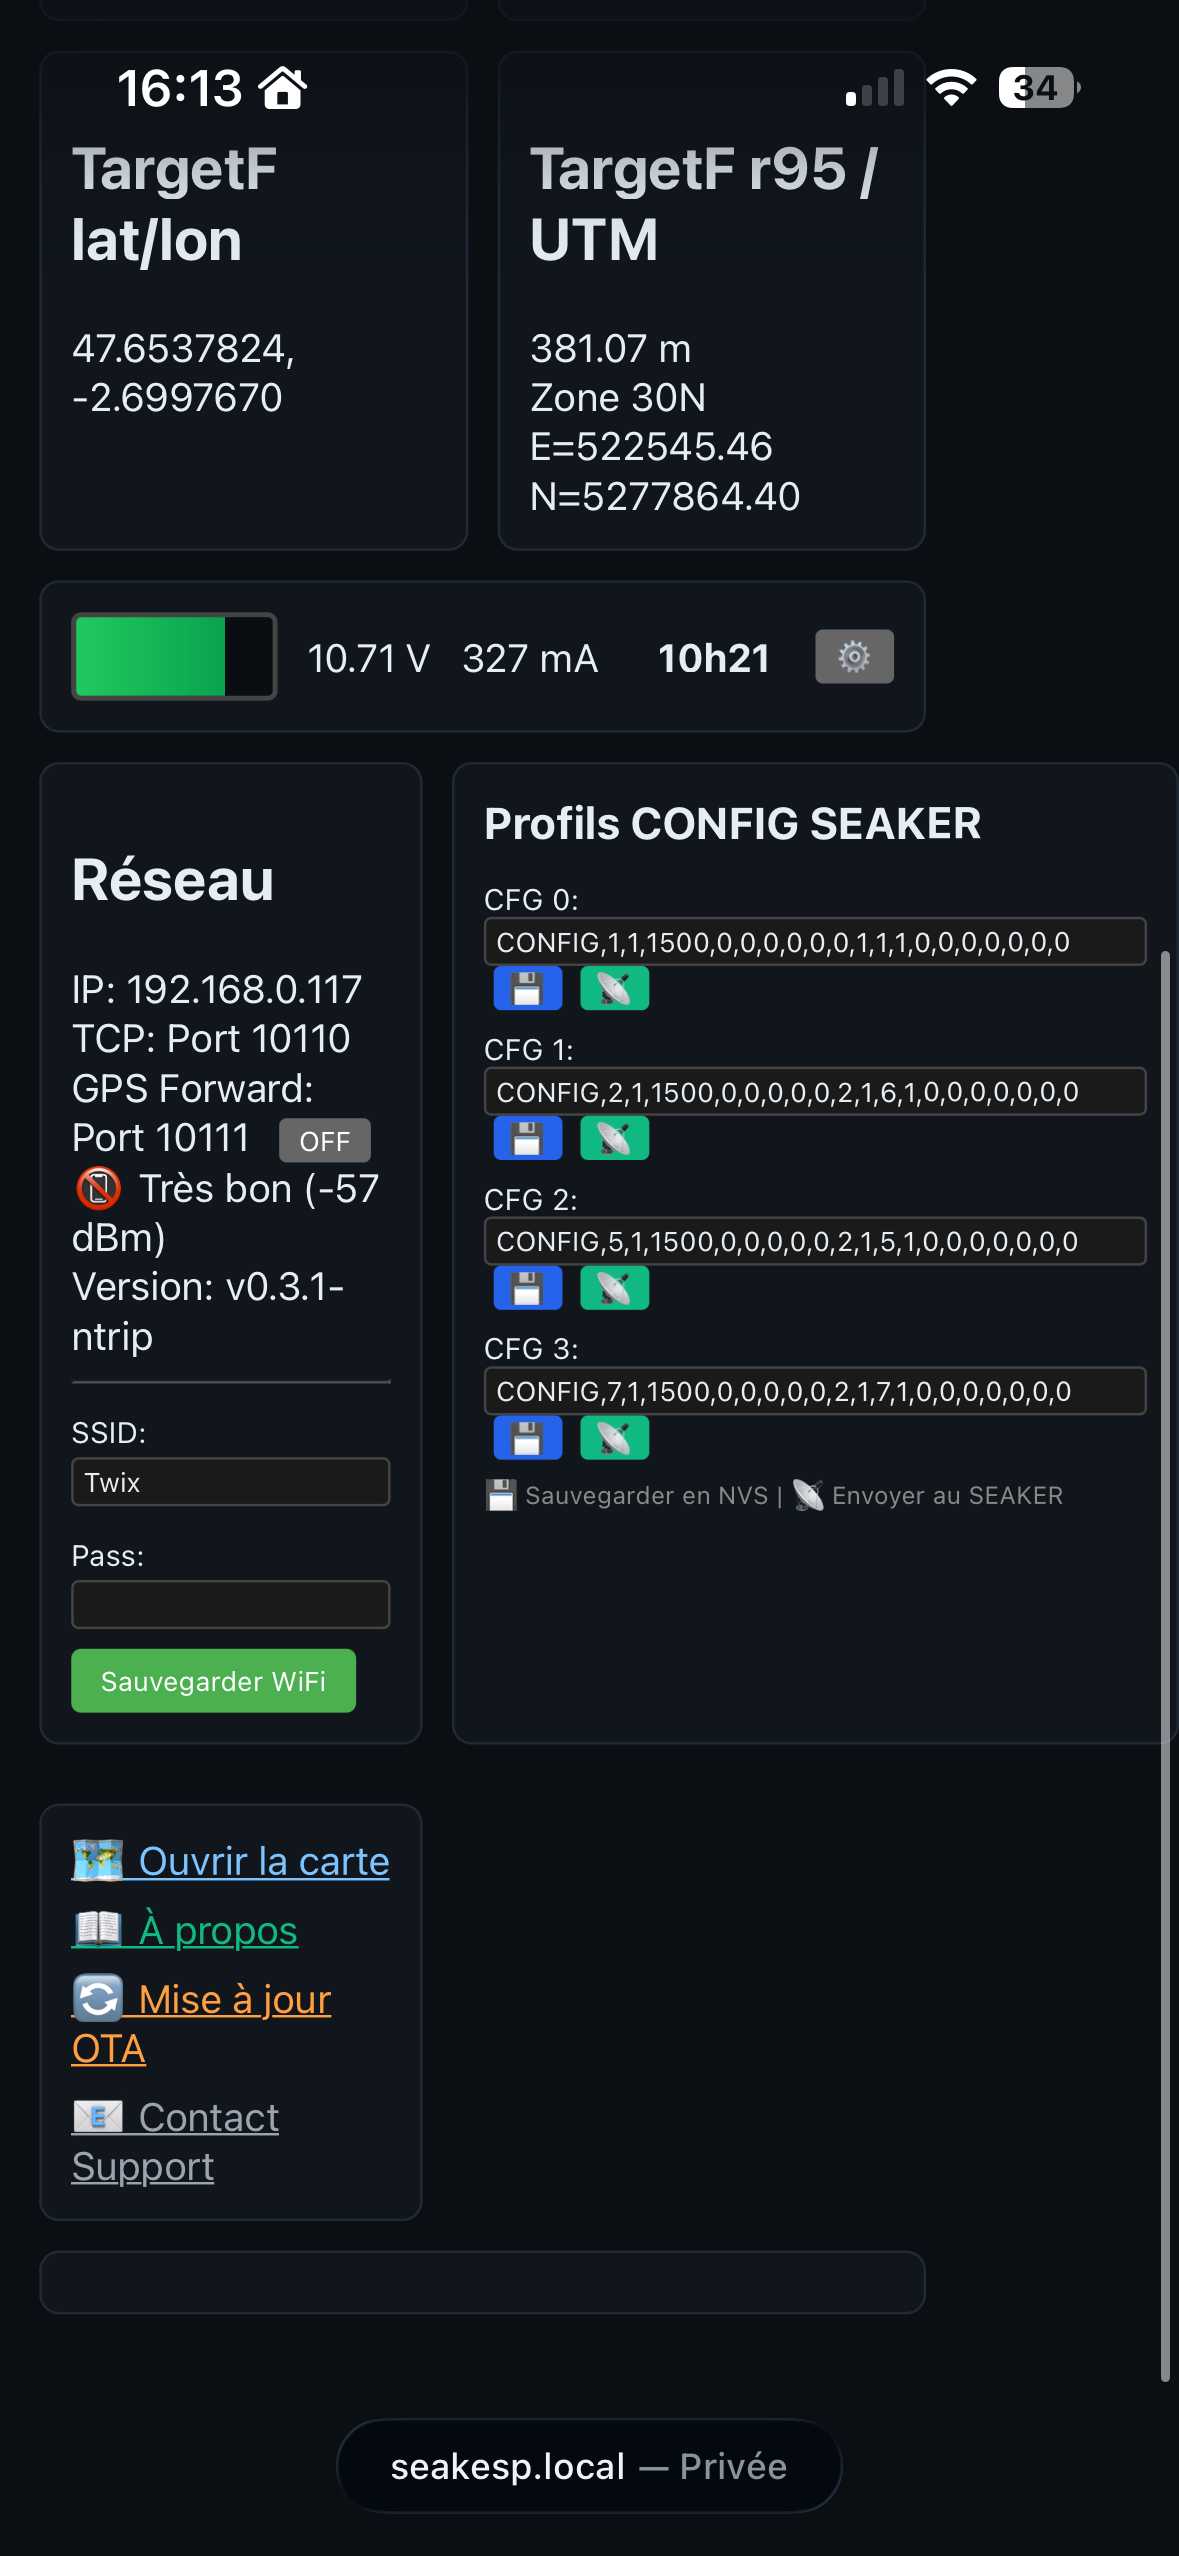 16:13
34
TargetF
lat/lon
47.6537824,
-2.6997670
TargetF r95 /
UTM
381.07 m
Zone 30N
E=522545.46
N=5277864.40
10.71 V 327 mA 10h21
Réseau
IP: 192.168.0.117
TCP: Port 10110
GPS Forward:
Port 10111 OFF
Très bon (-57
dBm)
Version: v0.3.1-
ntrip
SSID:
Twix
Pass:
Sauvegarder WiFi
Profils CONFIG SEAKER
CFG 0:
CONFIG,1,1,1500,0,0,0,0,0,0,1,1,1,0,0,0,0,0,0,0
CFG 1:
CONFIG,2,1,1500,0,0,0,0,0,2,1,6,1,0,0,0,0,0,0,0
CFG 2:
CONFIG,5,1,1500,0,0,0,0,0,2,1,5,1,0,0,0,0,0,0,0
CFG 3:
CONFIG,7,1,1500,0,0,0,0,0,2,1,7,1,0,0,0,0,0,0,0
Sauvegarder en NVS | Envoyer au SEAKER
Ouvrir la carte
À propos
Mise à jour
OTA
Contact
Support
seakesp.local — Privée